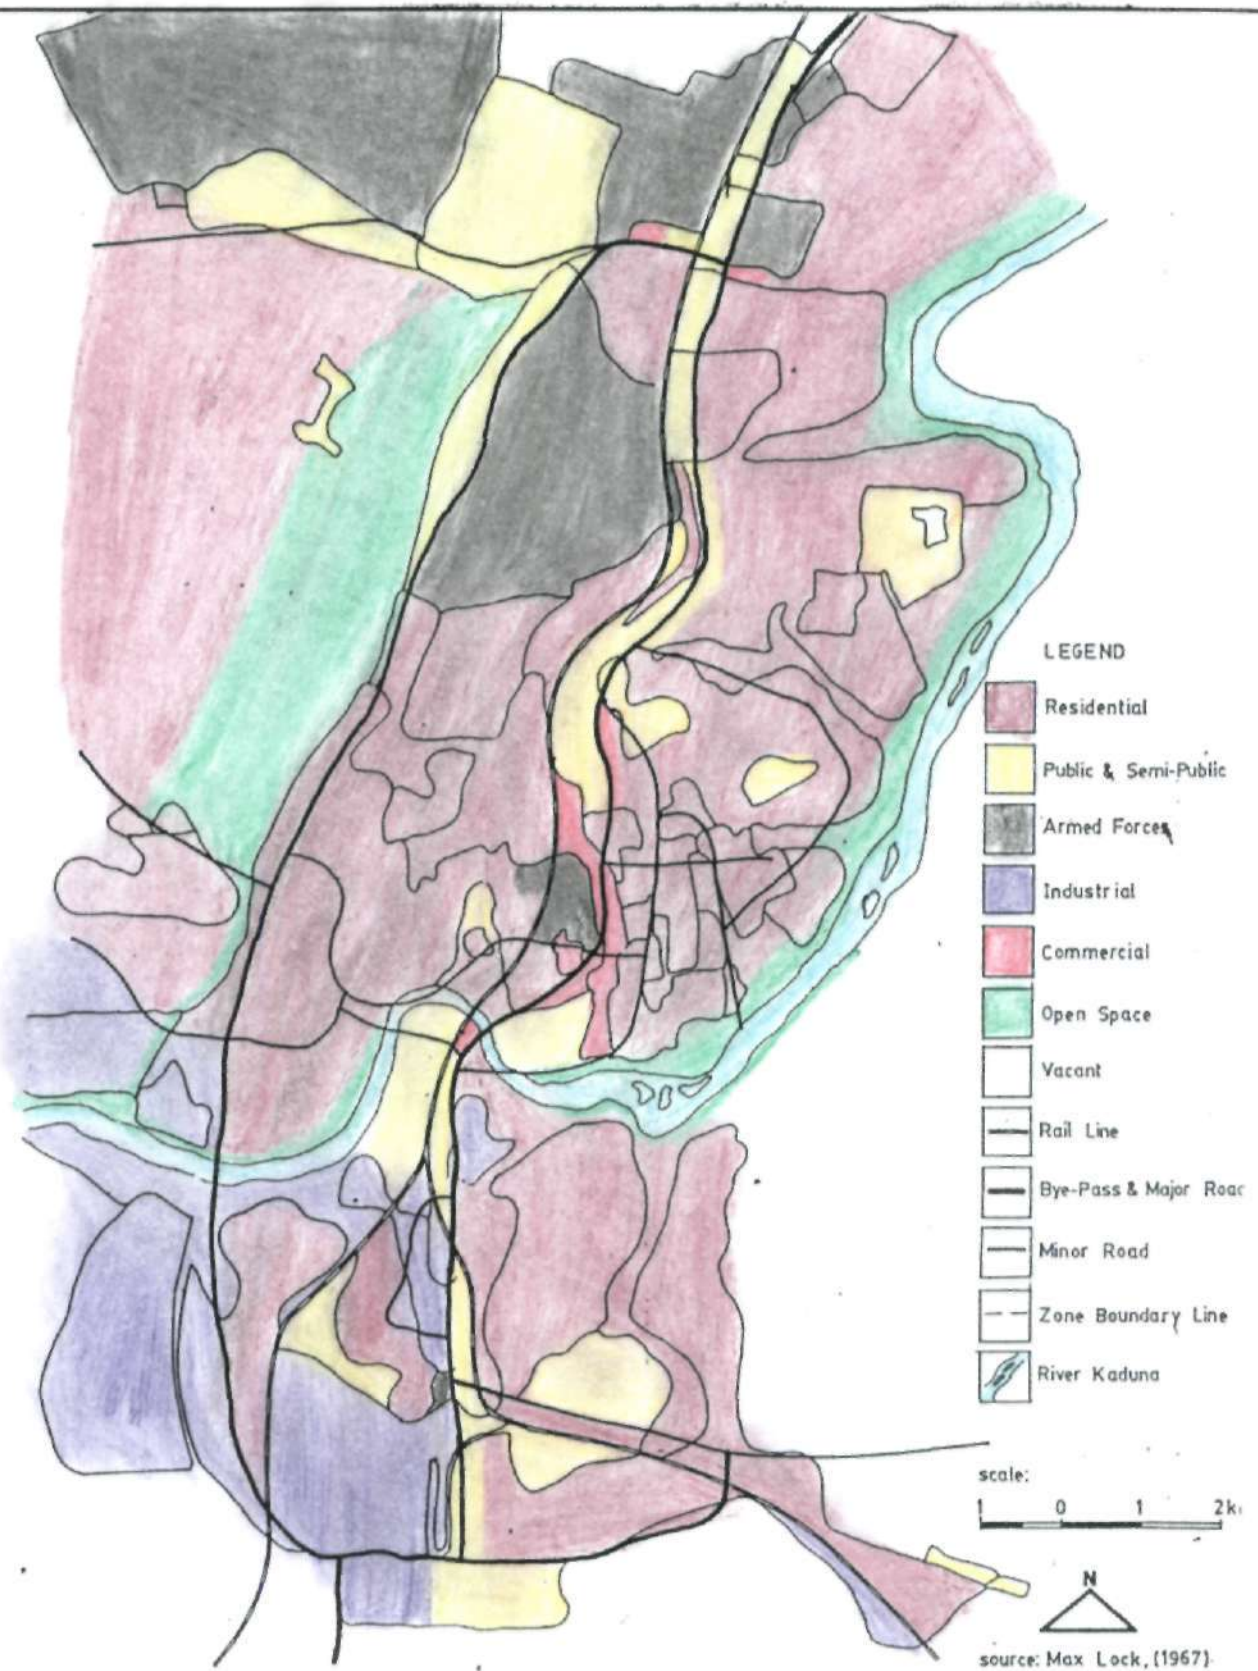 LEGEND
Residential
Public & Semi-Public
Armed Forces
Industrial
Commercial
Open Space
Vacant
Rail Line
Bye-Pass & Major Road
Minor Road
Zone Boundary Line
River Kaduna
scale:
1 0 1 2k
N
source: Max Lock, (1967)